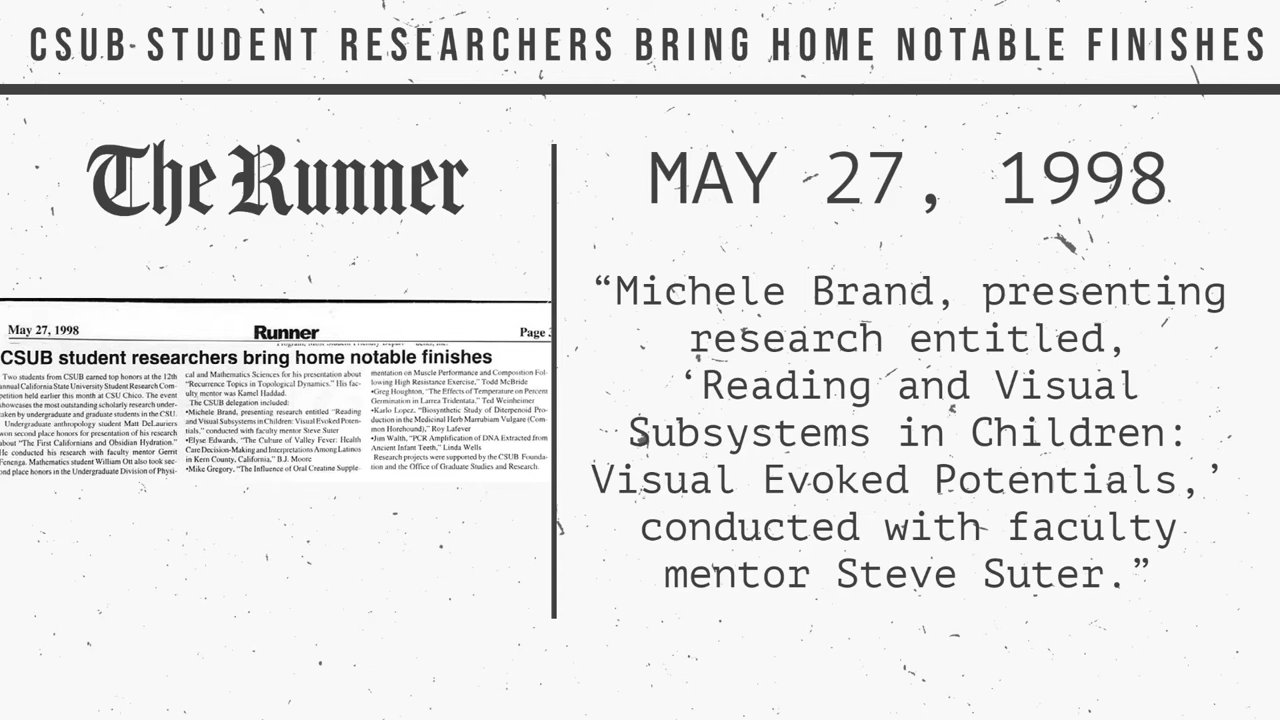 CSUB STUDENT RESEARCHERS BRING HOME NOTABLE FINISHES
The Runner
May 27, 1998
Runner
Page
CSUB student researchers bring home notable finishes
Two students from CSUB earned top honors at the 12th
annual California State University Student Research Com-
petition held earlier this month at CSU Chico. The event
showcases the most outstanding scholarly research under-
taken by undergraduate and graduate students in the CSU.
Undergraduate anthropology student Matt DeLauriers
won second place honors for presentation of his research
about "The First Californians and Obsidian Hydration."
He conducted his research with faculty mentor Gerrit
Fenenga. Mathematics student William Ott also took sec-
ond place honors in the Undergraduate Division of Physi-
cal and Mathematics Sciences for his presentation about
"Recurrence Topics in Topological Dynamics." His fac-
ulty mentor was Kamel Haddad.
The CSUB delegation included:
•Michele Brand, presenting research entitled "Reading
and Visual Subsystems in Children: Visual Evoked Poten-
tials," conducted with faculty mentor Steve Suter
•Elyse Edwards, "The Culture of Valley Fever: Health
Care Decision-Making and Interpretations Among Latinos
in Kern County, California," B.J. Moore
•Mike Gregory, "The Influence of Oral Creatine Supple-
mentation on Muscle Performance and Composition Fol-
lowing High Resistance Exercise," Todd McBride
•Greg Houghton, "The Effects of Temperature on Percent
Germination in Larrea Tridentata," Ted Weinheimer
•Karlo Lopez, "Biosynthetic Study of Diterpenoid Pro-
duction in the Medicinal Herb Marrubium Vulgare (Com-
mon Horehound)," Roy Lafever
•Jim Walth, "PCR Amplification of DNA Extracted from
Ancient Infant Teeth," Linda Wells
Research projects were supported by the CSUB Founda-
tion and the Office of Graduate Studies and Research.
MAY 27, 1998
“Michele Brand, presenting
research entitled,
‘Reading and Visual
Subsystems in Children:
Visual Evoked Potentials,’
conducted with faculty
mentor Steve Suter.”